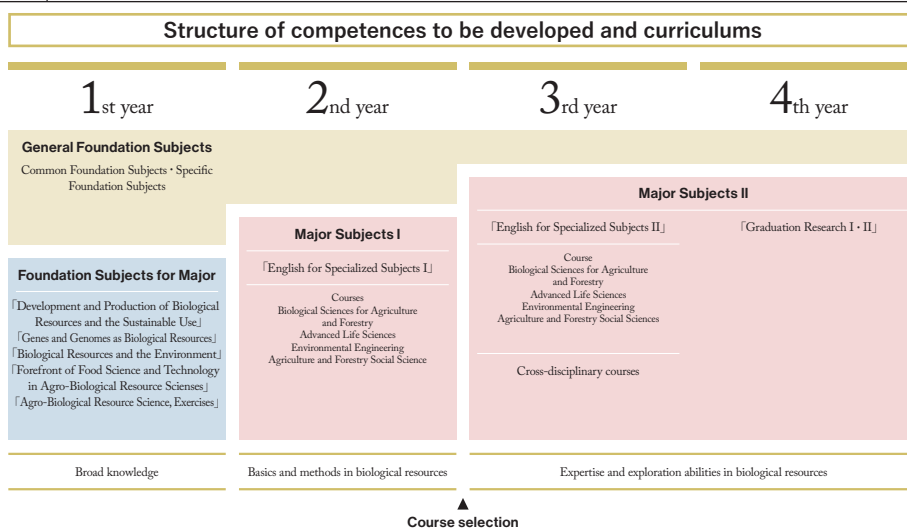 Structure of competences to be developed and curriculums
1st year
2nd year
3rd year
4th year
General Foundation Subjects
Common Foundation Subjects・Specific
Foundation Subjects
Foundation Subjects for Major
「Development and Production of Biological
Resources and the Sustainable Use」
「Genes and Genomes as Biological Resources」
「Biological Resources and the Environment」
「Forefront of Food Science and Technology
in Agro-Biological Resource Scienses」
「Agro-Biological Resource Science, Exercises」
Major Subjects I
「English for Specialized Subjects I」
Courses
Biological Sciences for Agriculture
and Forestry
Advanced Life Sciences
Environmental Engineering
Agriculture and Forestry Social Science
Major Subjects II
「English for Specialized Subjects II」
Course
Biological Sciences for Agriculture
and Forestry
Advanced Life Sciences
Environmental Engineering
Agriculture and Forestry Social Sciences
Cross-disciplinary courses
「Graduation Research I・II」
Broad knowledge
Basics and methods in biological resources
Expertise and exploration abilities in biological resources
▲
Course selection